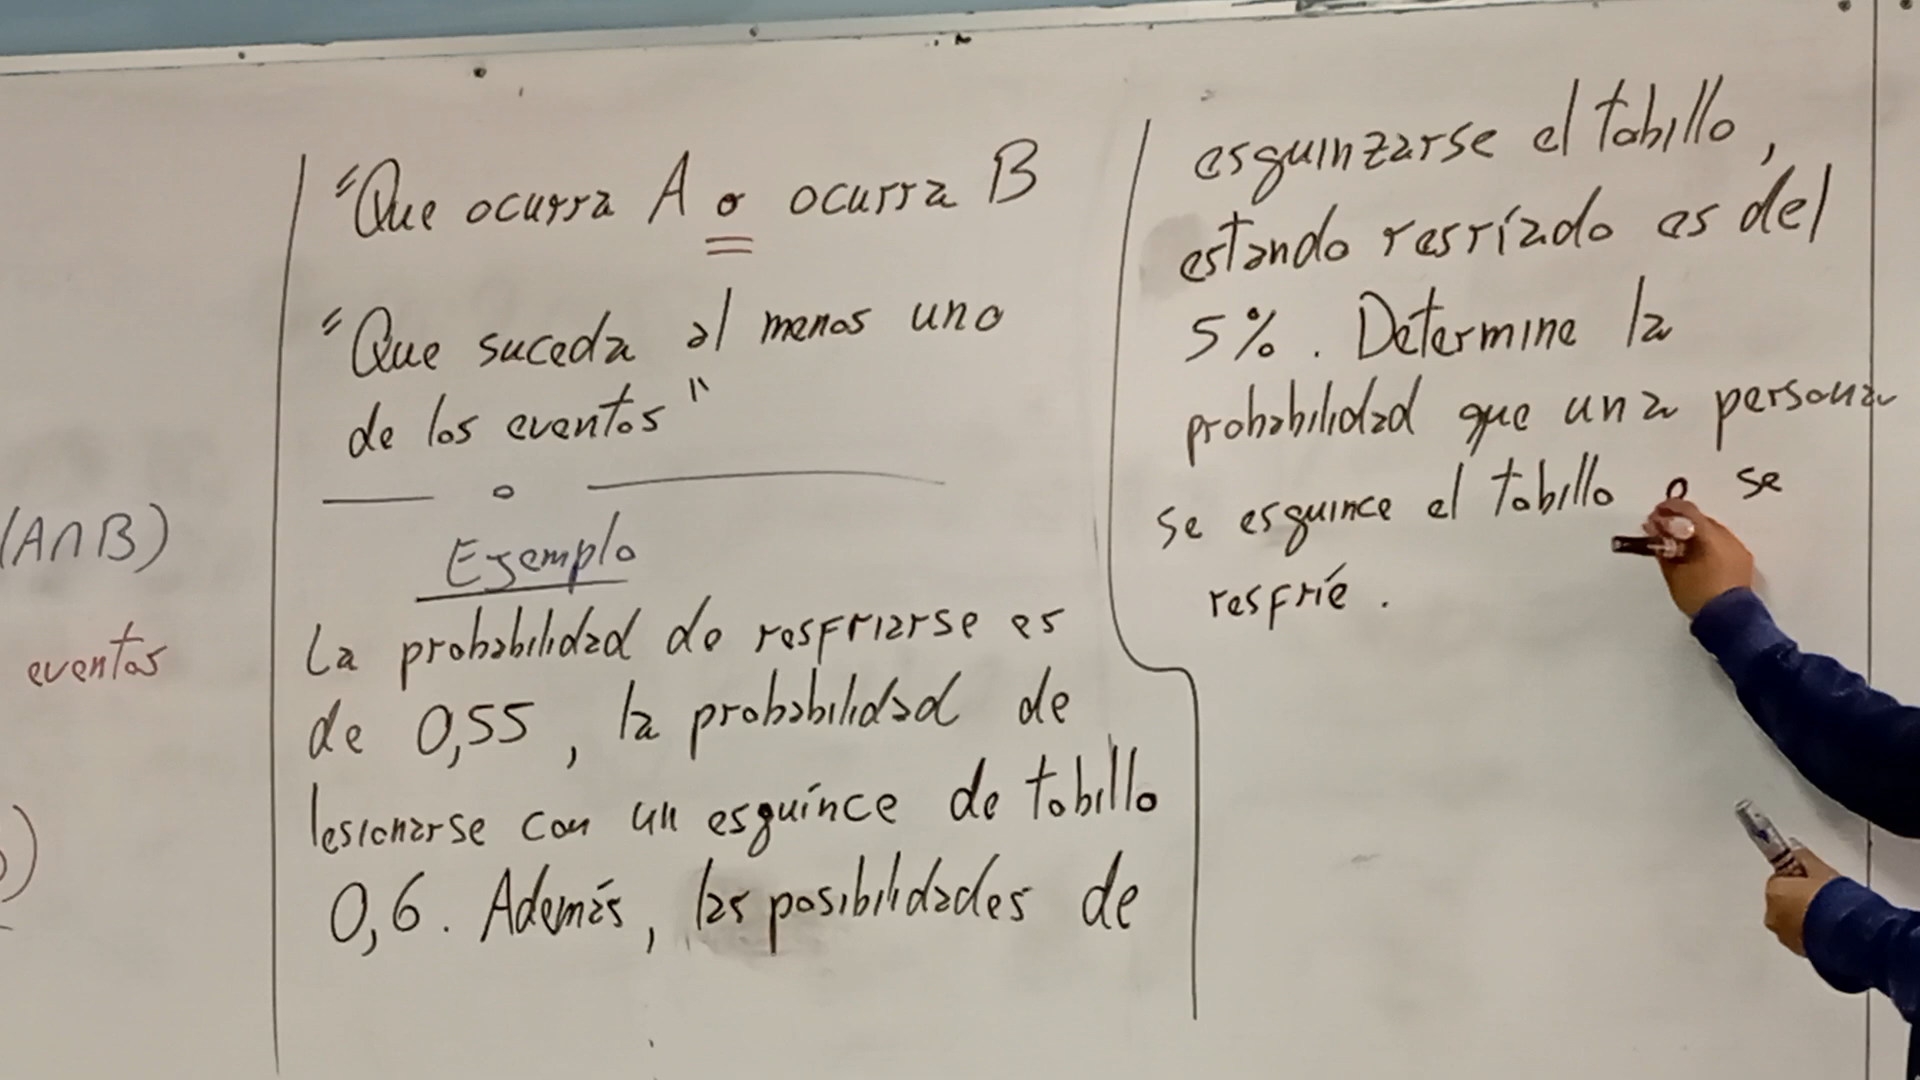 (A∩B)
eventos
)
"Que ocurra A o ocurra B
"Que suceda al menos uno
de los eventos"
Ejemplo
La probabilidad de resfriarse es
de 0,55, la probabilidad de
lesionarse con un esguince de tobillo
0,6. Además, las posibilidades de
esguinzarse el tobillo,
estando resríado es del
5%. Determine la
probabilidad que una persona
se esguince el tobillo o se
resfríe.